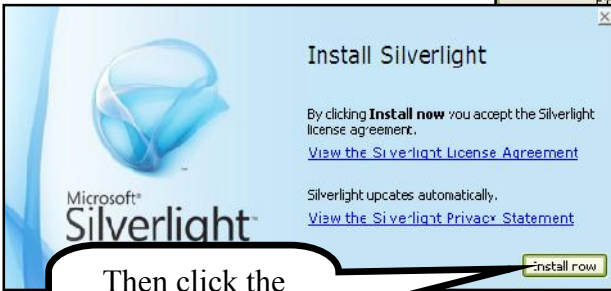 Install Silverlight
By clicking Install now you accept the Silverlight
license agreement.
View the Silverlight License Agreement
Microsoft®
Silverlight™
Silverlight updates automatically.
View the Silverlight Privacy Statement
Install now
Then click the